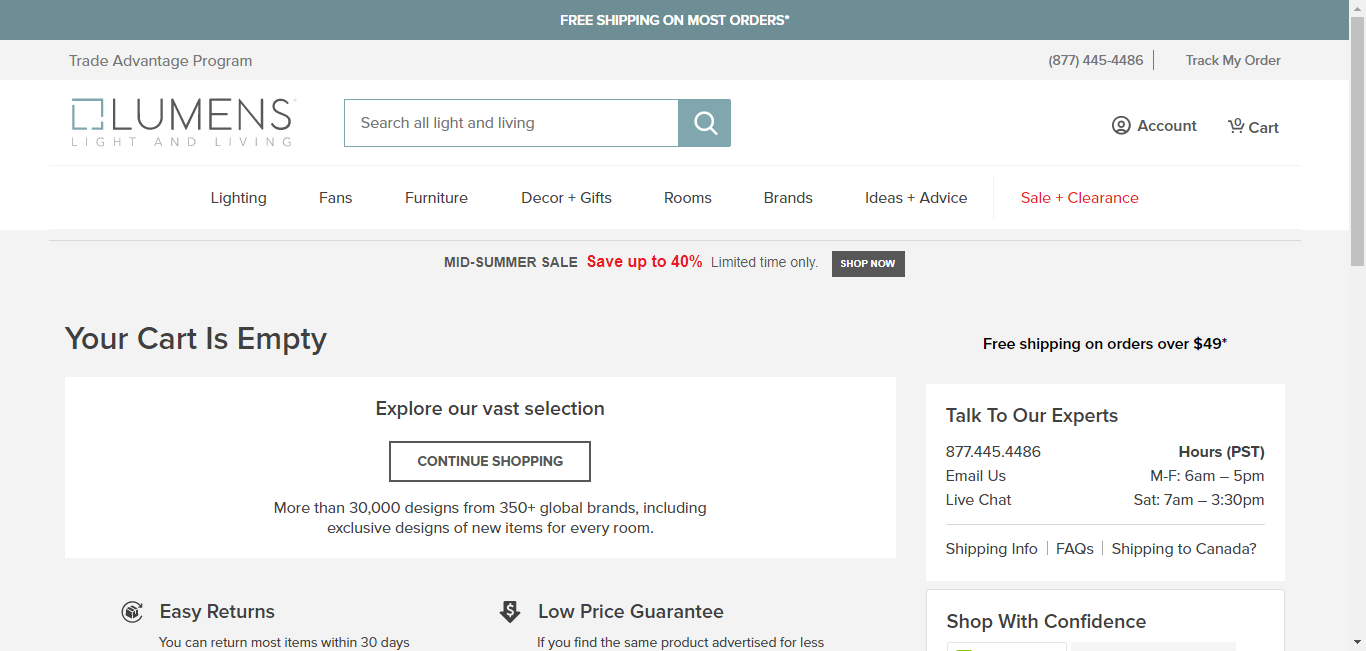 FREE SHIPPING ON MOST ORDERS*
Trade Advantage Program
(877) 445-4486
Track My Order
LUMENS
LIGHT AND LIVING
Search all light and living
Account
0
Cart
Lighting
Fans
Furniture
Decor + Gifts
Rooms
Brands
Ideas + Advice
Sale + Clearance
MID-SUMMER SALE Save up to 40% Limited time only. SHOP NOW
Your Cart Is Empty
Free shipping on orders over $49*
Explore our vast selection
CONTINUE SHOPPING
More than 30,000 designs from 350+ global brands, including
exclusive designs of new items for every room.
Talk To Our Experts
877.445.4486
Hours (PST)
Email Us
M-F: 6am – 5pm
Live Chat
Sat: 7am – 3:30pm
Shipping Info
FAQs
Shipping to Canada?
Easy Returns
You can return most items within 30 days
Low Price Guarantee
If you find the same product advertised for less
Shop With Confidence